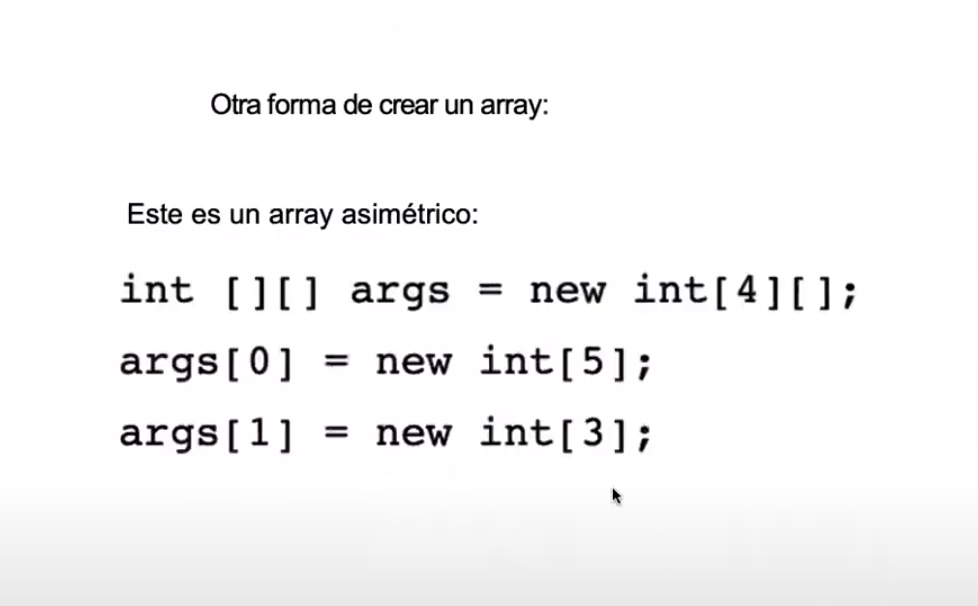 Otra forma de crear un array:
Este es un array asimétrico:
int [][] args = new int[4][];
args[0] = new int[5];
args[1] = new int[3];